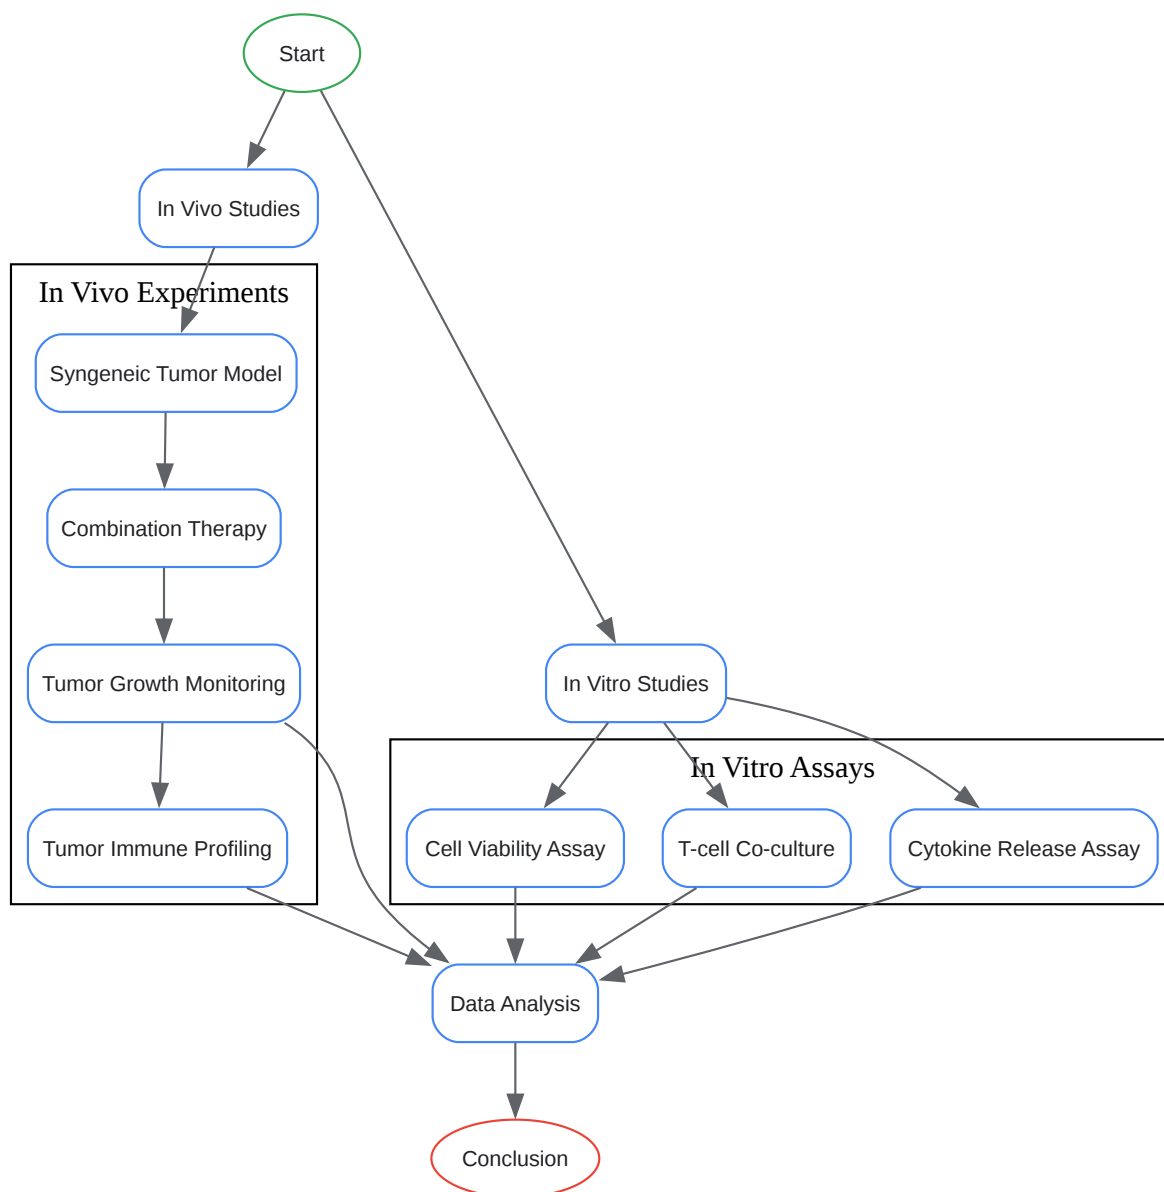 Start
In Vivo Studies
In Vivo Experiments
Syngeneic Tumor Model
Combination Therapy
Tumor Growth Monitoring
In Vitro Studies
In Vitro Assays
Tumor Immune Profiling
Cell Viability Assay
T-cell Co-culture
Cytokine Release Assay
Data Analysis
Conclusion